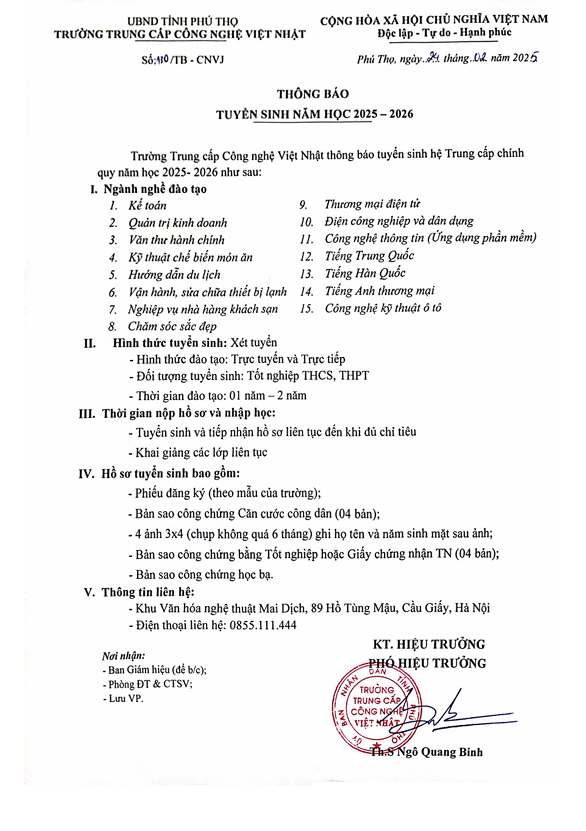 UBND TỈNH PHÚ THỌ
TRƯỜNG TRUNG CẤP CÔNG NGHỆ VIỆT NHẬT
CỘNG HÒA XÃ HỘI CHỦ NGHĨA VIỆT NAM
Độc lập - Tự do - Hạnh phúc
Số:110/TB - CNVJ
Phú Thọ, ngày..21 tháng..02. năm 2025
THÔNG BÁO
TUYỂN SINH NĂM HỌC 2025 – 2026
Trường Trung cấp Công nghệ Việt Nhật thông báo tuyển sinh hệ Trung cấp chính
quy năm học 2025- 2026 như sau:
I. Ngành nghề đào tạo
1. Kế toán
2. Quản trị kinh doanh
3. Văn thư hành chính
4. Kỹ thuật chế biến món ăn
5. Hướng dẫn du lịch
6. Vận hành, sửa chữa thiết bị lạnh
7. Nghiệp vụ nhà hàng khách sạn
8. Chăm sóc sắc đẹp
9. Thương mại điện tử
10. Điện công nghiệp và dân dụng
11. Công nghệ thông tin (Ứng dụng phần mềm)
12. Tiếng Trung Quốc
13. Tiếng Hàn Quốc
14. Tiếng Anh thương mại
15. Công nghệ kỹ thuật ô tô
II. Hình thức tuyển sinh: Xét tuyển
- Hình thức đào tạo: Trực tuyến và Trực tiếp
- Đối tượng tuyển sinh: Tốt nghiệp THCS, THPT
- Thời gian đào tạo: 01 năm – 2 năm
III. Thời gian nộp hồ sơ và nhập học:
- Tuyển sinh và tiếp nhận hồ sơ liên tục đến khi đủ chỉ tiêu
- Khai giảng các lớp liên tục
IV. Hồ sơ tuyển sinh bao gồm:
- Phiếu đăng ký (theo mẫu của trường);
- Bản sao công chứng Căn cước công dân (04 bản);
- 4 ảnh 3x4 (chụp không quá 6 tháng) ghi họ tên và năm sinh mặt sau ảnh;
- Bản sao công chứng bằng Tốt nghiệp hoặc Giấy chứng nhận TN (04 bản);
- Bản sao công chứng học bạ.
V. Thông tin liên hệ:
- Khu Văn hóa nghệ thuật Mai Dịch, 89 Hồ Tùng Mậu, Cầu Giấy, Hà Nội
- Điện thoại liên hệ: 0855.111.444
Nơi nhận:
- Ban Giám hiệu (để b/c);
- Phòng ĐT & CTSV;
- Lưu VP.
KT. HIỆU TRƯỞNG
PHÓ HIỆU TRƯỞNG
ỦY BAN NHÂN DÂN TỈNH PHÚ THỌ
TRƯỜNG
TRUNG CẤP
CÔNG NGHỆ
VIỆT NHẬT
Th.S Ngô Quang Bình